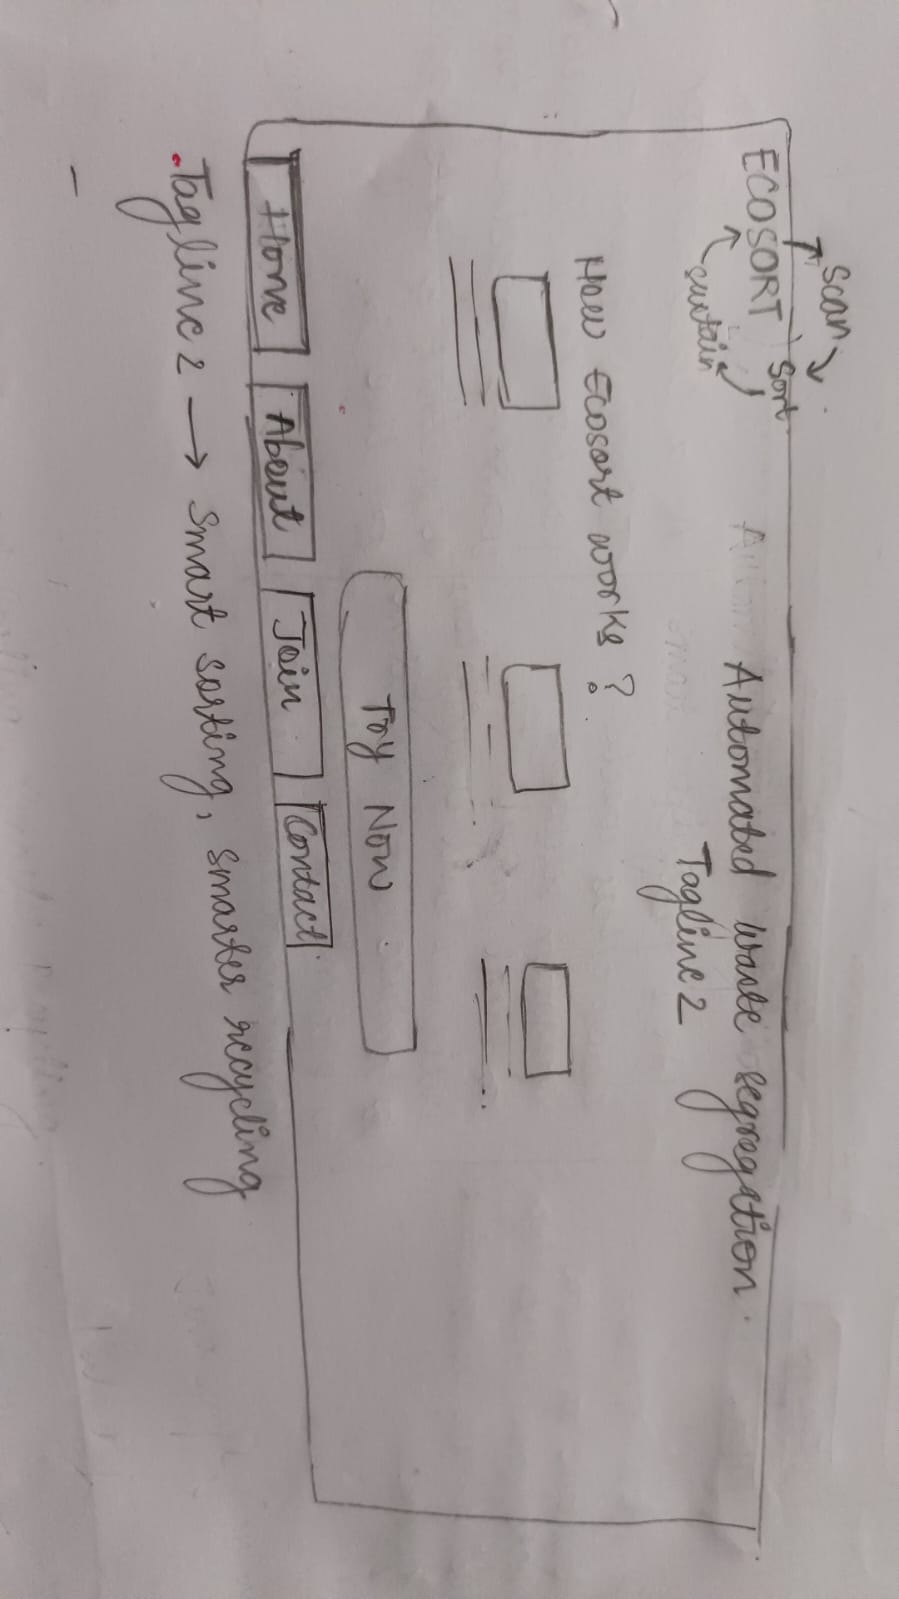 Scan
Sort
ECOSORT
sustain
Automated waste segregation
Tagline 2
How Ecosort works ?
Try Now
Home
About
Join
Contact
Tagline 2 → Smart sorting, smarter recycling